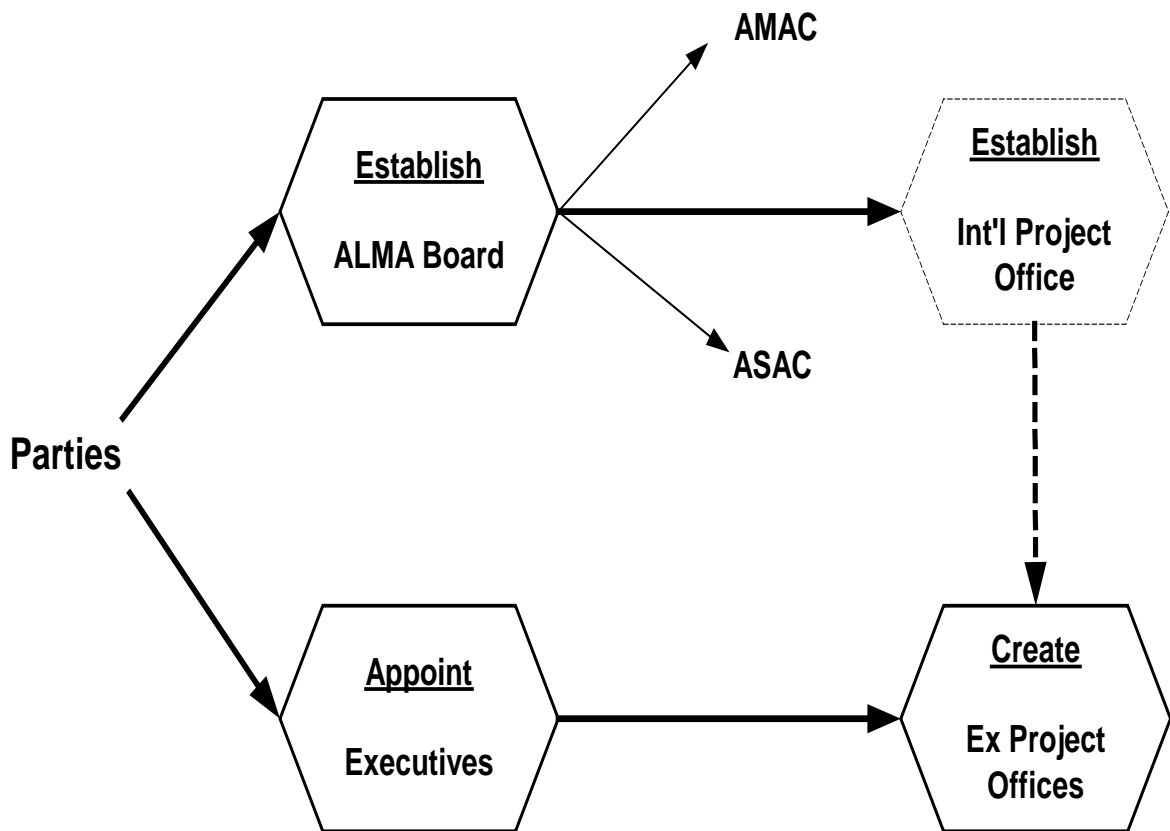 AMAC
Establish
ALMA Board
Establish
Int'l Project
Office
ASAC
Parties
Appoint
Executives
Create
Ex Project
Offices